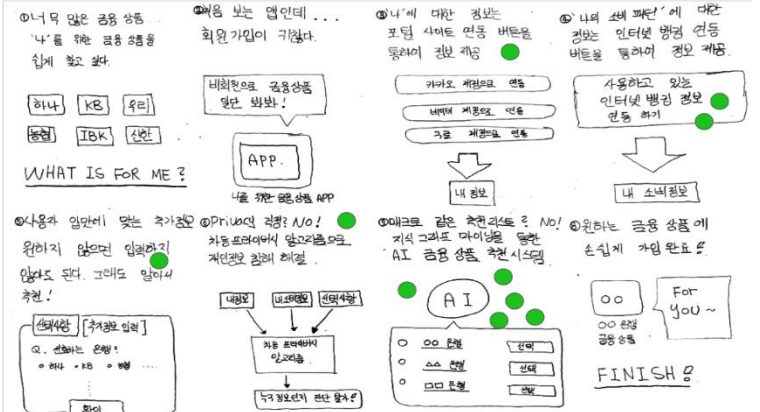 ①너무 많은 금융 상품...
'나'를 위한 금융 상품을
쉽게 찾고 싶다.
하나 KB 우리
농협 IBK 신한
WHAT IS FOR ME?
②처음 보는 앱인데...
회원가입이 귀찮다.
비회원으로 금융상품
일단 봐봐!
APP.
나를 위한 금융상품 APP
③'나'에 대한 정보는
포털 사이트 연동 버튼을
통하여 정보 제공
카카오 계정으로 연동
네이버 계정으로 연동
구글 계정으로 연동
내 정보
④'나의 소비 패턴'에 대한
정보는 인터넷 뱅킹 연동
버튼을 통하여 정보 제공.
사용하고 있는
인터넷 뱅킹 정보
연동 하기
내 소비정보
⑤사용자 입맛에 맞는 추가정보
원하지 않으면 입력하지
않아도 된다. 그래도 알아서
추천!
선택사항 [추가정보 입력]
Q. 선호하는 은행?
• 하나 • KB • 농협 ...
확인
⑥Privacy 걱정? No!
차등 프라이버시 알고리즘으로
개인정보 침해 해결
내정보 내소비정보 선택사항
차등 프라이버시
알고리즘
누구 정보인지 판단 불가!
⑦매크로 같은 추천리스트? No!
지식 그래프 마이닝을 통한
AI 금융 상품 추천 시스템
AI
○ ○○ 은행 선택
○ △△ 은행 선택
○ □□ 은행 선택
⑧원하는 금융 상품에
손쉽게 가입 완료!
○○
○○ 은행
금융상품
For
you ~
FINISH!